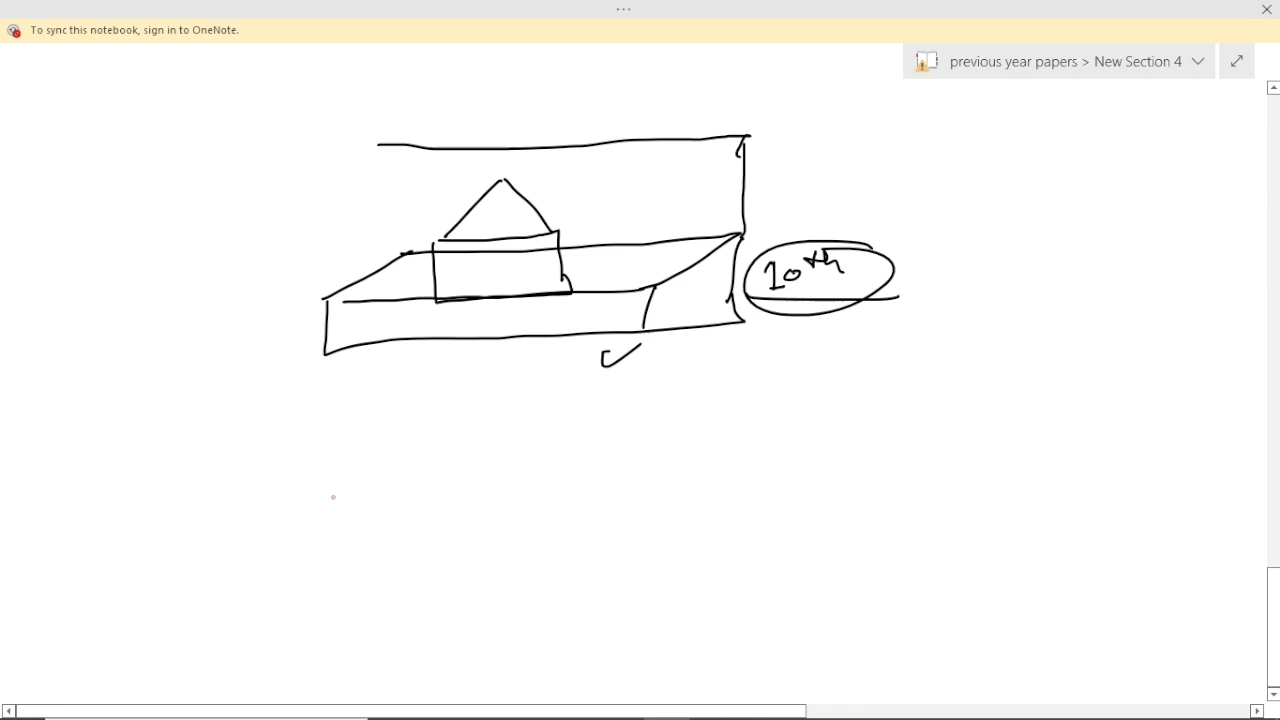 To sync this notebook, sign in to OneNote.
previous year papers > New Section 4
10th